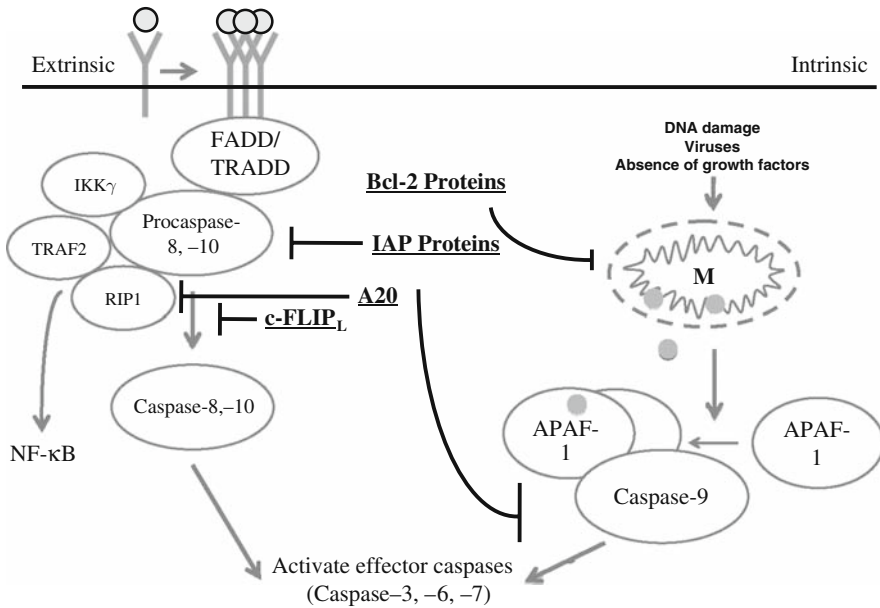 Extrinsic
Intrinsic
FADD/
TRADD
DNA damage
Viruses
Absence of growth factors
IKKγ
Bcl-2 Proteins
Procaspase-
8, –10
TRAF2
IAP Proteins
M
RIP1
A20
c-FLIP_L
Caspase-8,–10
APAF-
1
APAF-
1
NF-κB
Caspase-9
Activate effector caspases
(Caspase–3, –6, –7)